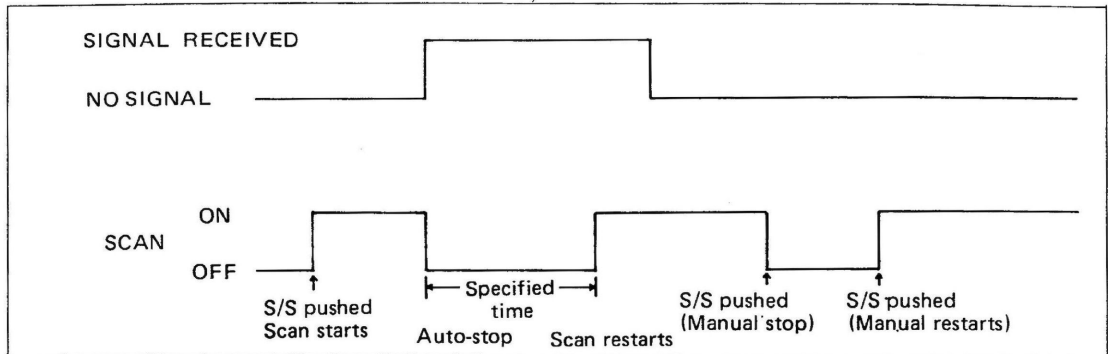 SIGNAL RECEIVED
NO SIGNAL
ON
SCAN
OFF
S/S pushed
Scan starts
Specified
time
Auto-stop
Scan restarts
S/S pushed
(Manual stop)
S/S pushed
(Manual restarts)